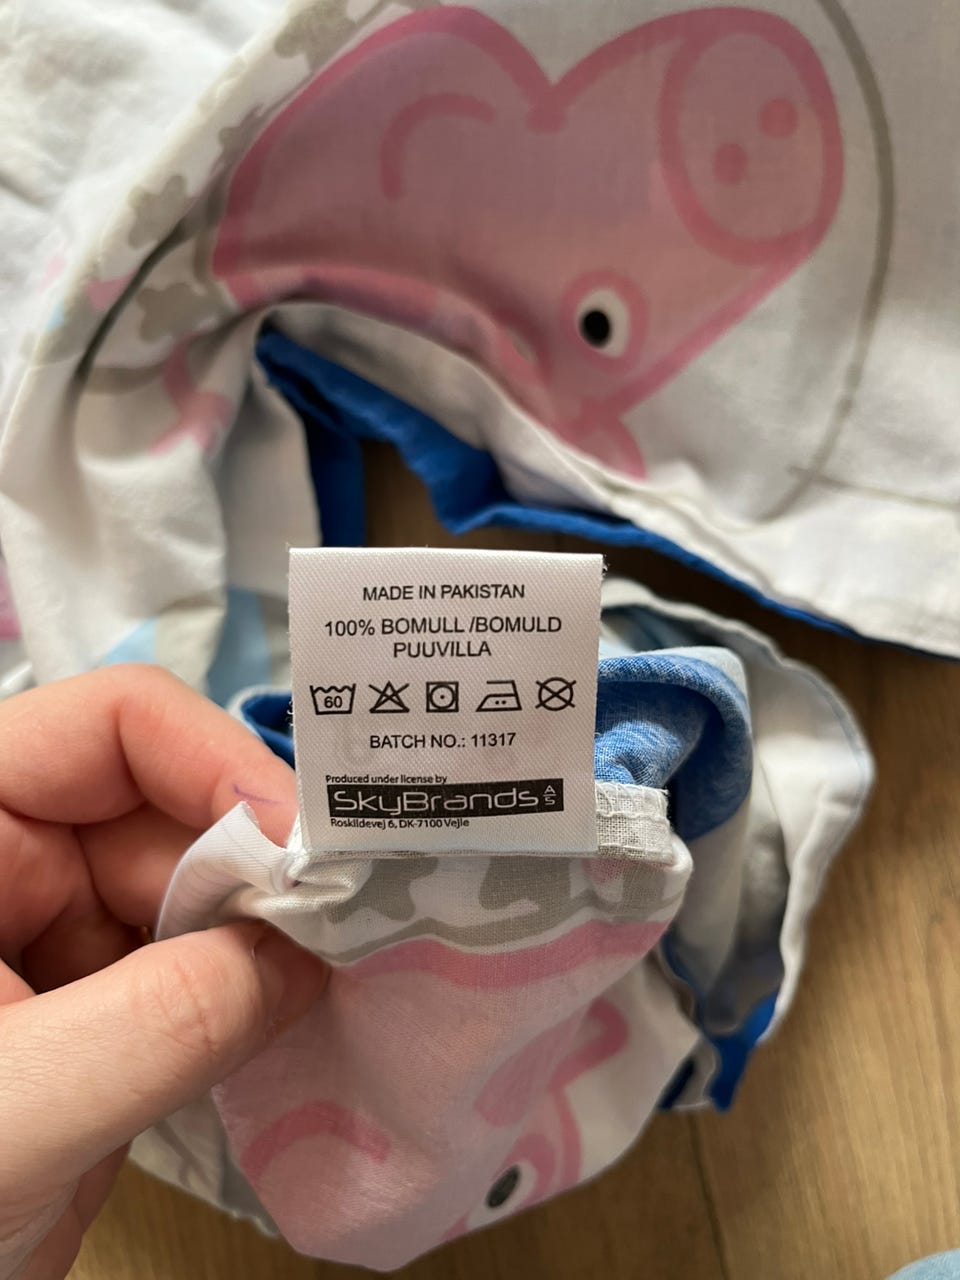 MADE IN PAKISTAN
100% BOMULL /BOMULD
PUUVILLA
60
BATCH NO.: 11317
Produced under license by
SkyBrands A/S
Roskildevej 6, DK-7100 Vejle